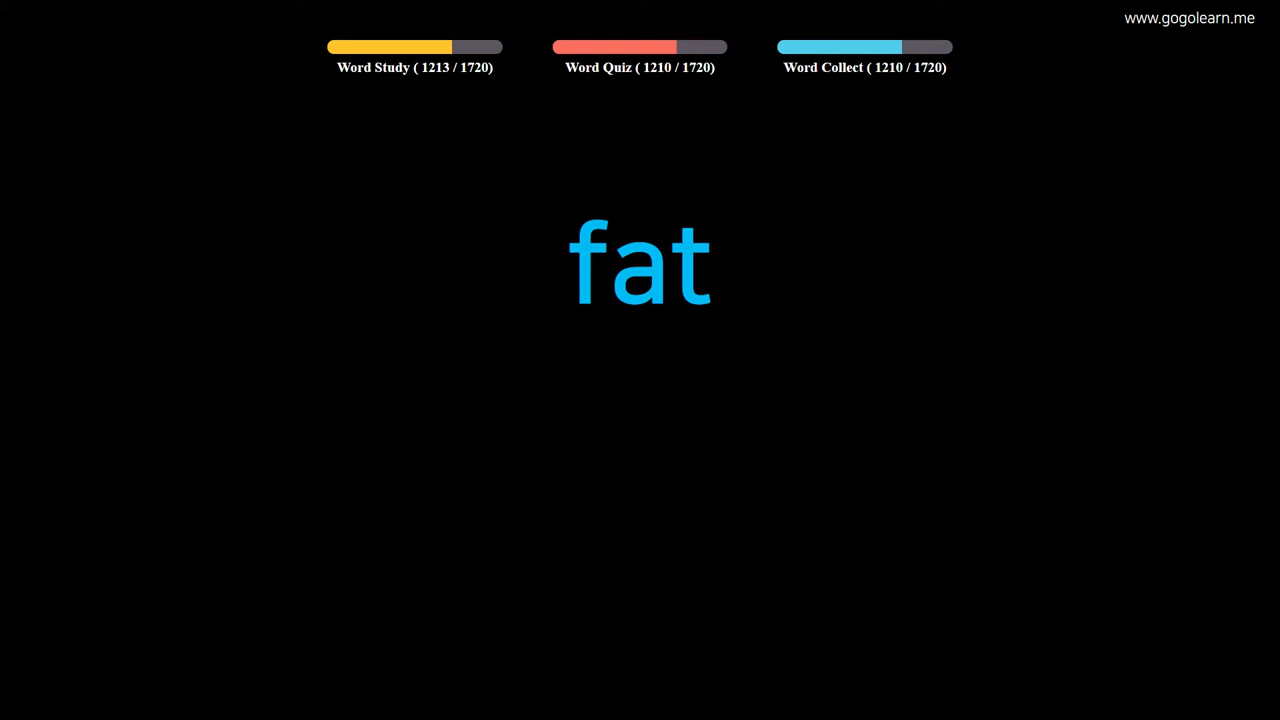 www.gogolearn.me
Word Study ( 1213 / 1720)
Word Quiz ( 1210 / 1720)
Word Collect ( 1210 / 1720)
fat